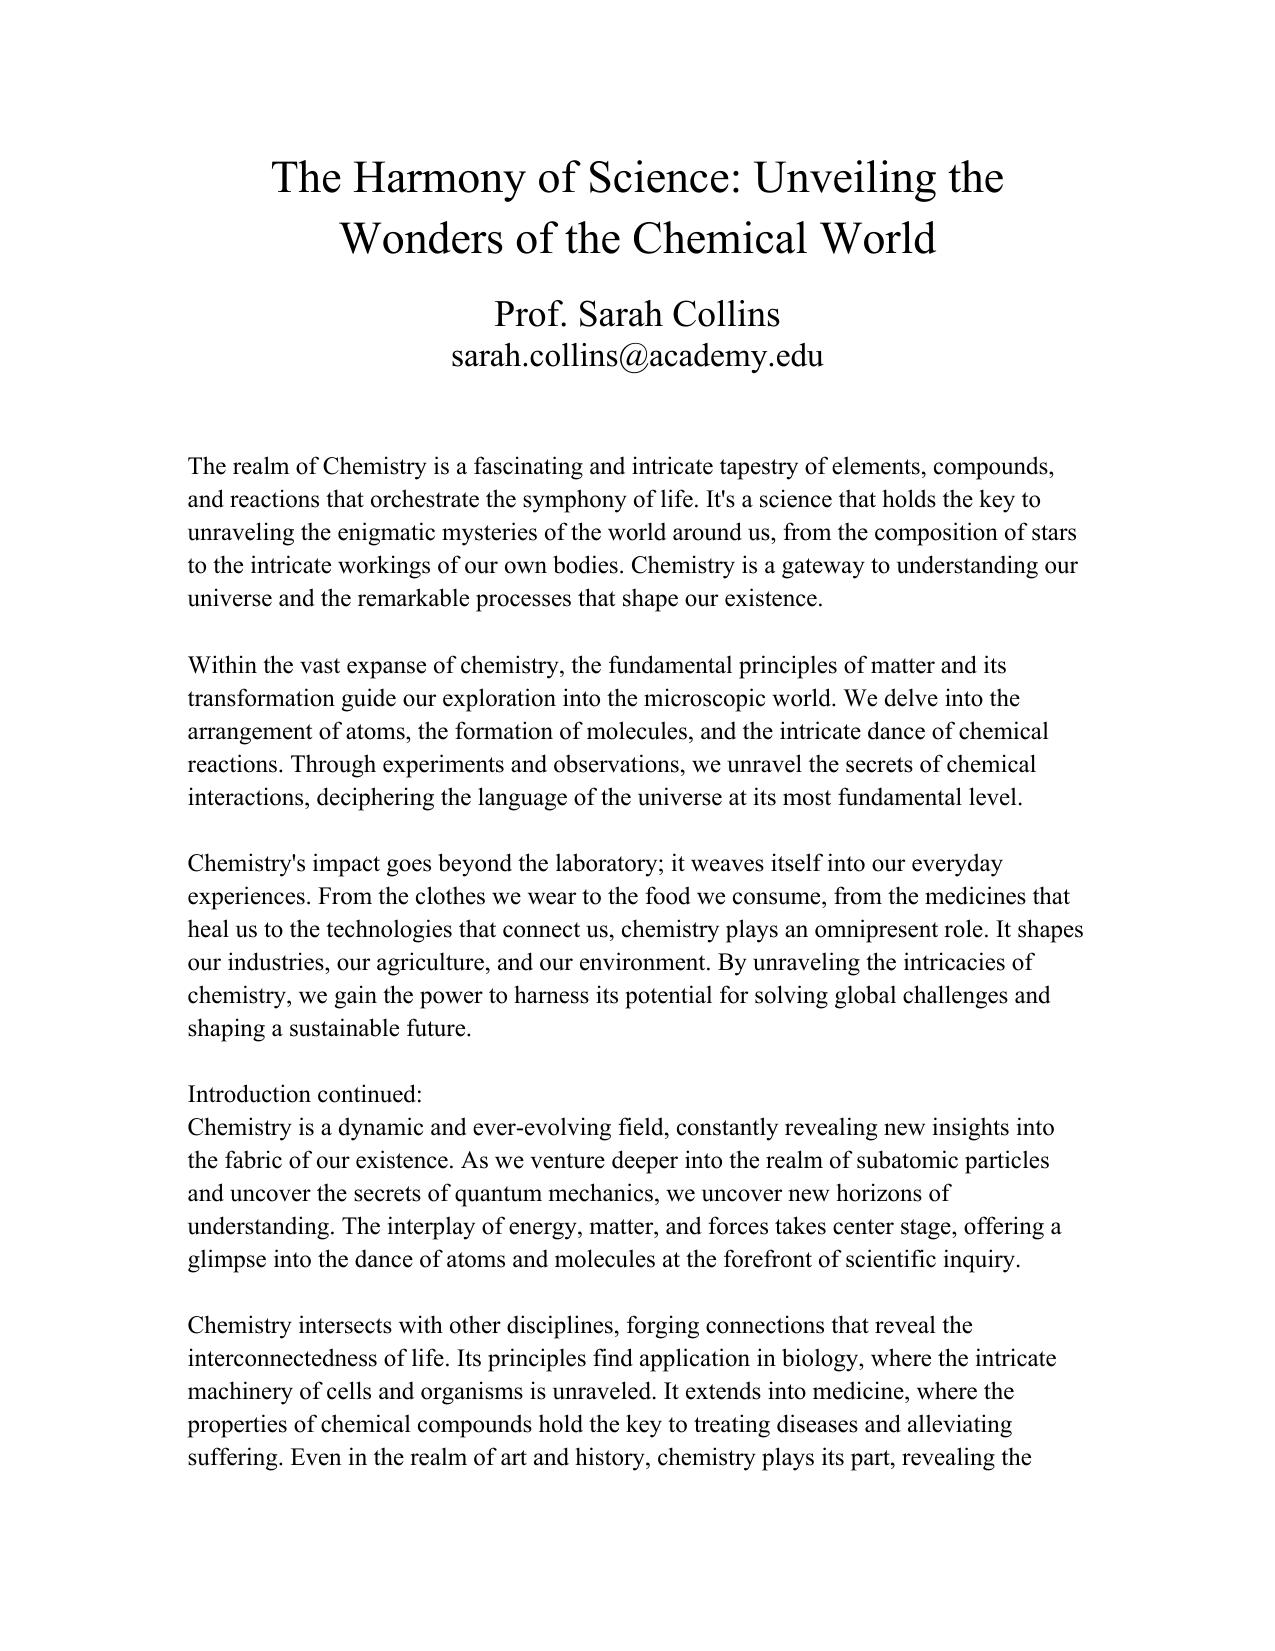 The Harmony of Science: Unveiling the
Wonders of the Chemical World
Prof. Sarah Collins
sarah.collins@academy.edu
The realm of Chemistry is a fascinating and intricate tapestry of elements, compounds,
and reactions that orchestrate the symphony of life. It's a science that holds the key to
unraveling the enigmatic mysteries of the world around us, from the composition of stars
to the intricate workings of our own bodies. Chemistry is a gateway to understanding our
universe and the remarkable processes that shape our existence.
Within the vast expanse of chemistry, the fundamental principles of matter and its
transformation guide our exploration into the microscopic world. We delve into the
arrangement of atoms, the formation of molecules, and the intricate dance of chemical
reactions. Through experiments and observations, we unravel the secrets of chemical
interactions, deciphering the language of the universe at its most fundamental level.
Chemistry's impact goes beyond the laboratory; it weaves itself into our everyday
experiences. From the clothes we wear to the food we consume, from the medicines that
heal us to the technologies that connect us, chemistry plays an omnipresent role. It shapes
our industries, our agriculture, and our environment. By unraveling the intricacies of
chemistry, we gain the power to harness its potential for solving global challenges and
shaping a sustainable future.
Introduction continued:
Chemistry is a dynamic and ever-evolving field, constantly revealing new insights into
the fabric of our existence. As we venture deeper into the realm of subatomic particles
and uncover the secrets of quantum mechanics, we uncover new horizons of
understanding. The interplay of energy, matter, and forces takes center stage, offering a
glimpse into the dance of atoms and molecules at the forefront of scientific inquiry.
Chemistry intersects with other disciplines, forging connections that reveal the
interconnectedness of life. Its principles find application in biology, where the intricate
machinery of cells and organisms is unraveled. It extends into medicine, where the
properties of chemical compounds hold the key to treating diseases and alleviating
suffering. Even in the realm of art and history, chemistry plays its part, revealing the